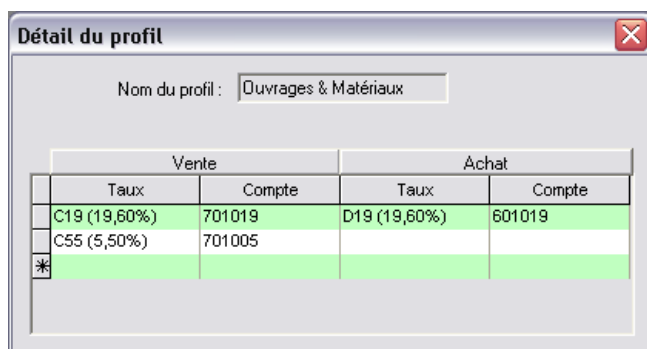 Détail du profil
Nom du profil : Ouvrages & Matériaux
Vente Achat
Taux Compte Taux Compte
C19 (19,60%) 701019 D19 (19,60%) 601019
C55 (5,50%) 701005